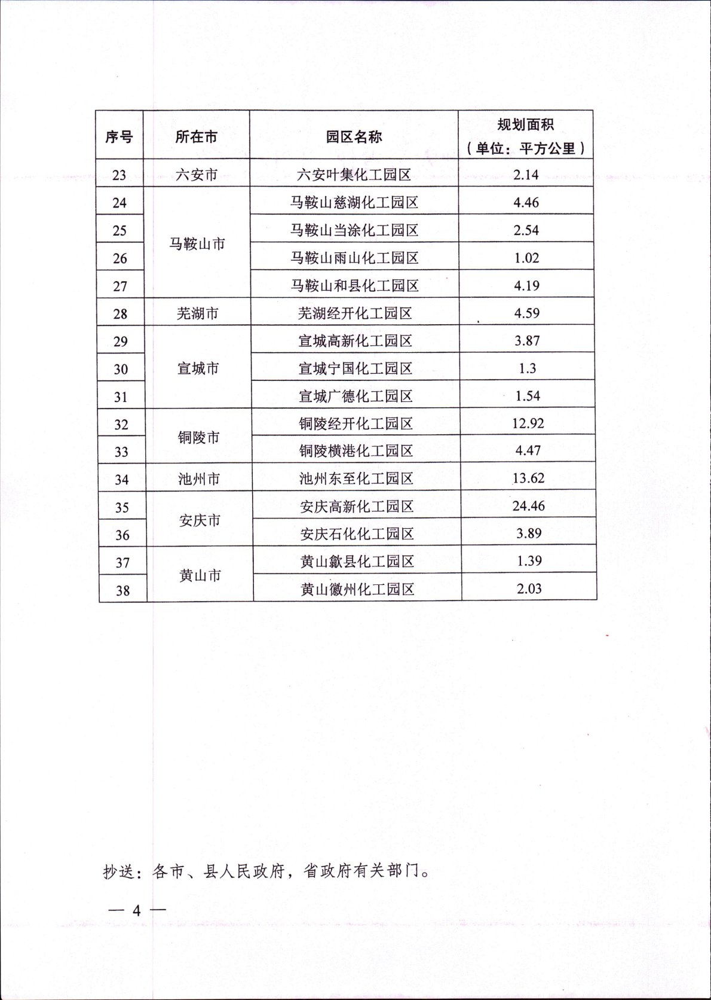 序号 所在市 园区名称 规划面积
（单位：平方公里）
23 六安市 六安叶集化工园区 2.14
24 马鞍山市 马鞍山慈湖化工园区 4.46
25 马鞍山当涂化工园区 2.54
26 马鞍山雨山化工园区 1.02
27 马鞍山和县化工园区 4.19
28 芜湖市 芜湖经开化工园区 4.59
29 宣城市 宣城高新化工园区 3.87
30 宣城宁国化工园区 1.3
31 宣城广德化工园区 1.54
32 铜陵市 铜陵经开化工园区 12.92
33 铜陵横港化工园区 4.47
34 池州市 池州东至化工园区 13.62
35 安庆市 安庆高新化工园区 24.46
36 安庆石化化工园区 3.89
37 黄山市 黄山歙县化工园区 1.39
38 黄山徽州化工园区 2.03
抄送：各市、县人民政府，省政府有关部门。
— 4 —